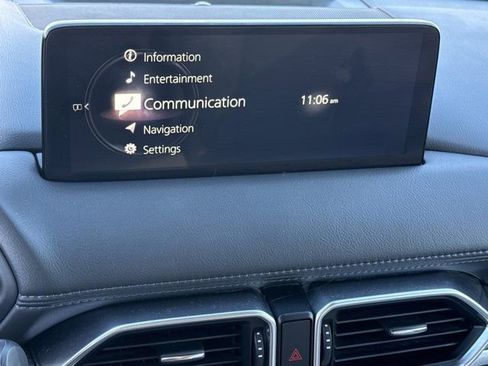 Information
Entertainment
Communication 11:06 am
Navigation
Settings